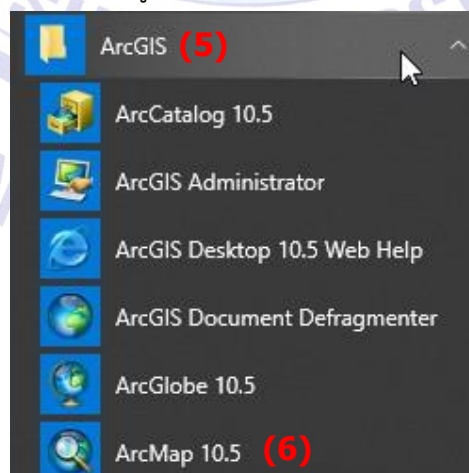 ArcGIS (5)
ArcCatalog 10.5
ArcGIS Administrator
ArcGIS Desktop 10.5 Web Help
ArcGIS Document Defragmenter
ArcGlobe 10.5
ArcMap 10.5 (6)